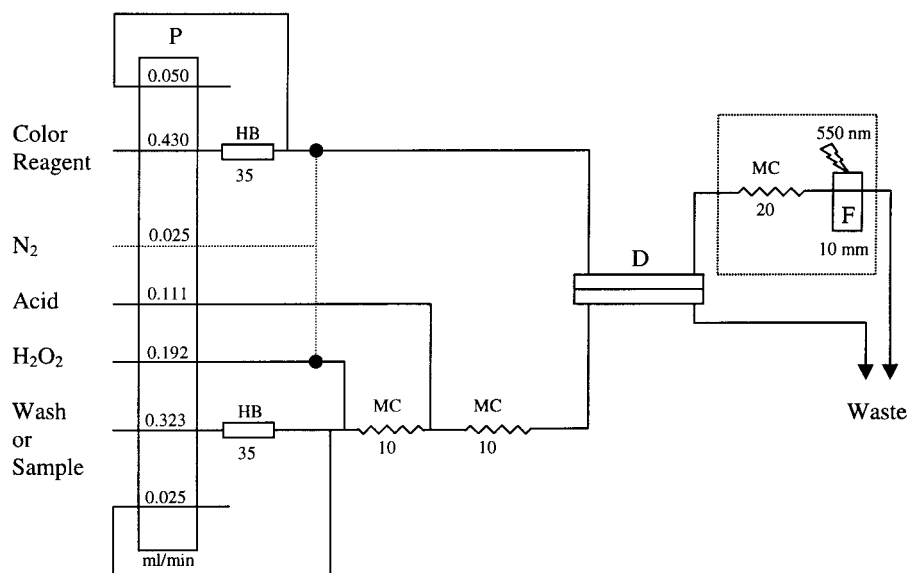 P
0.050
Color
Reagent
0.430
HB
35
550 nm
MC
20
F
10 mm
N₂
0.025
D
Acid
0.111
H₂O₂
0.192
Wash
or
Sample
0.323
HB
35
MC
10
MC
10
Waste
0.025
ml/min